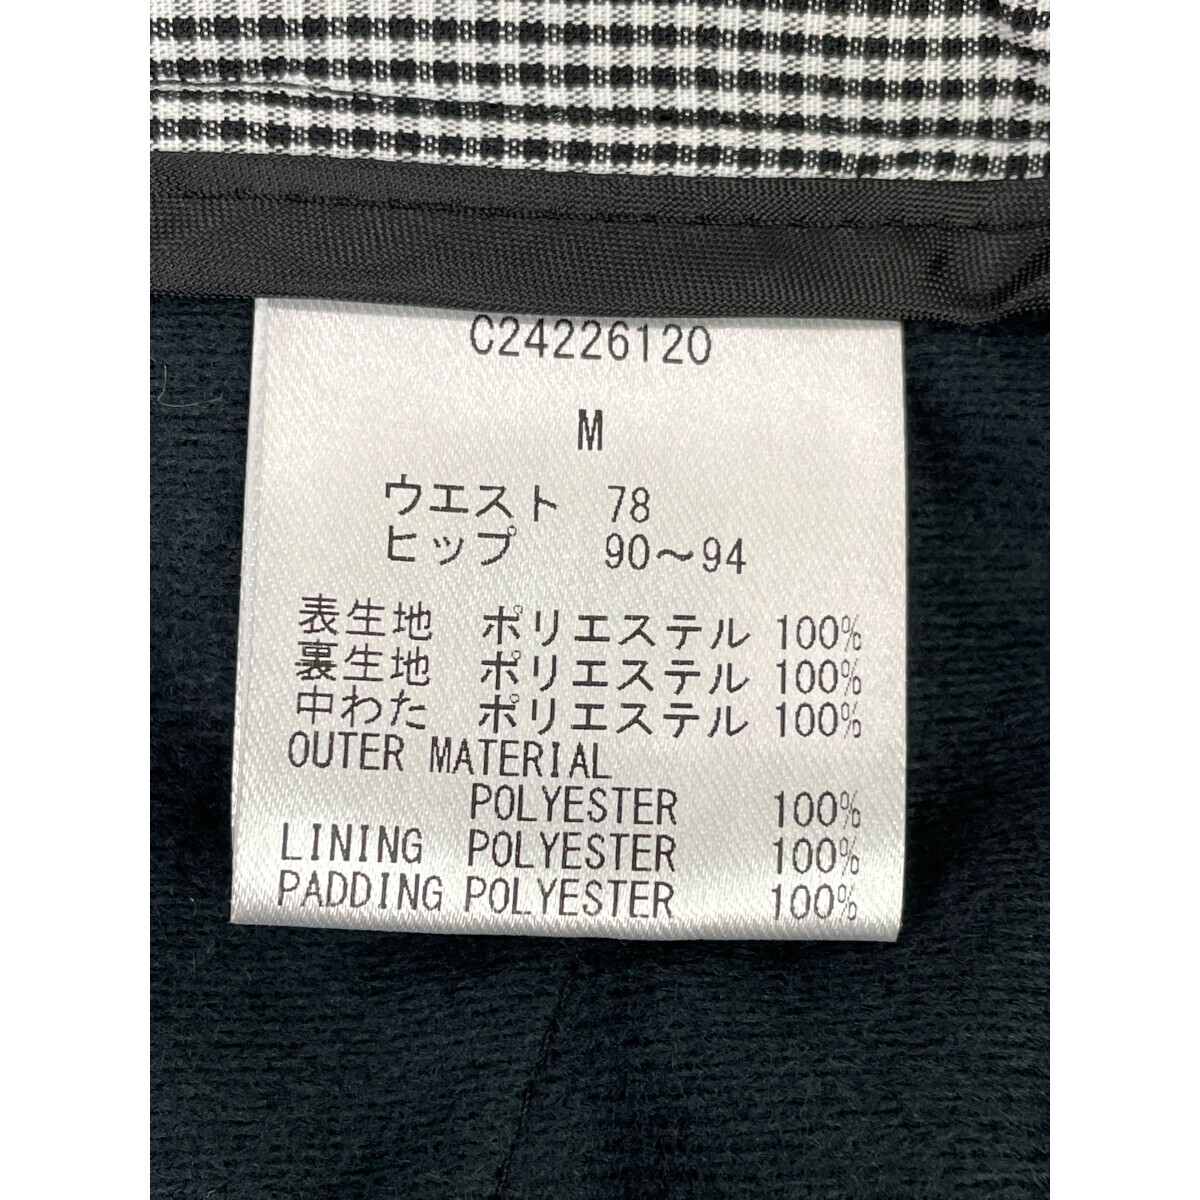 C24226120
M
ウエスト 78
ヒップ 90～94
表生地 ポリエステル 100%
裏生地 ポリエステル 100%
中わた ポリエステル 100%
OUTER MATERIAL
POLYESTER 100%
LINING POLYESTER 100%
PADDING POLYESTER 100%